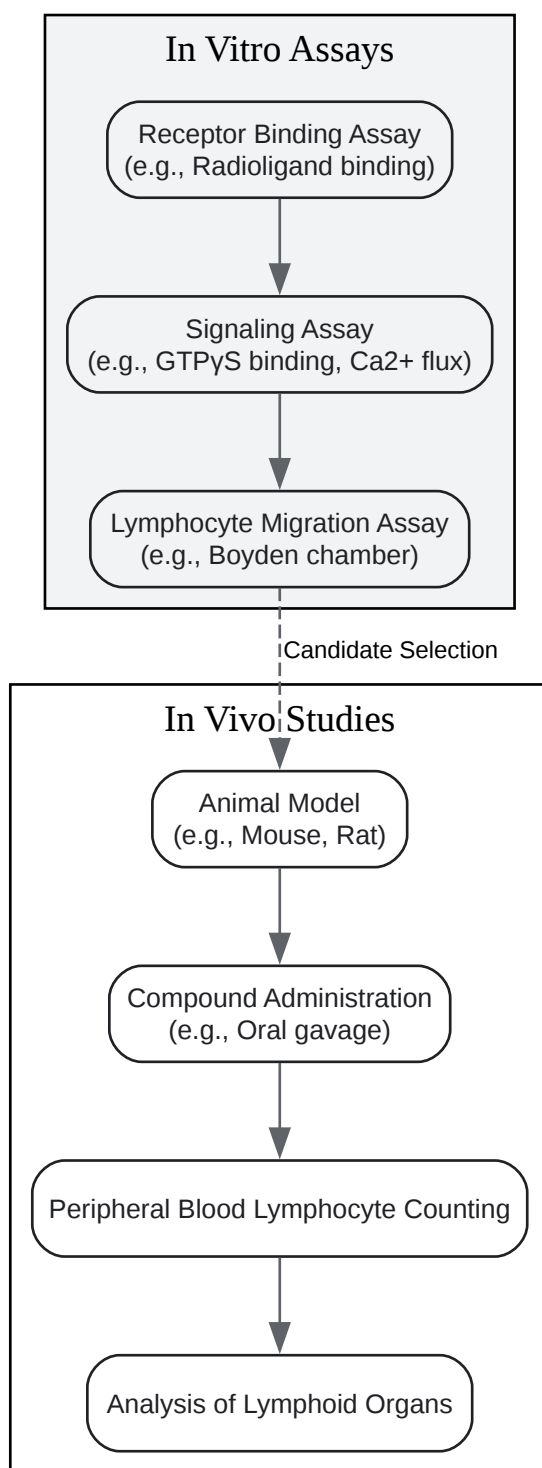 In Vitro Assays
Receptor Binding Assay
(e.g., Radioligand binding)
Signaling Assay
(e.g., GTPγS binding, Ca2+ flux)
Lymphocyte Migration Assay
(e.g., Boyden chamber)
Candidate Selection
In Vivo Studies
Animal Model
(e.g., Mouse, Rat)
Compound Administration
(e.g., Oral gavage)
Peripheral Blood Lymphocyte Counting
Analysis of Lymphoid Organs